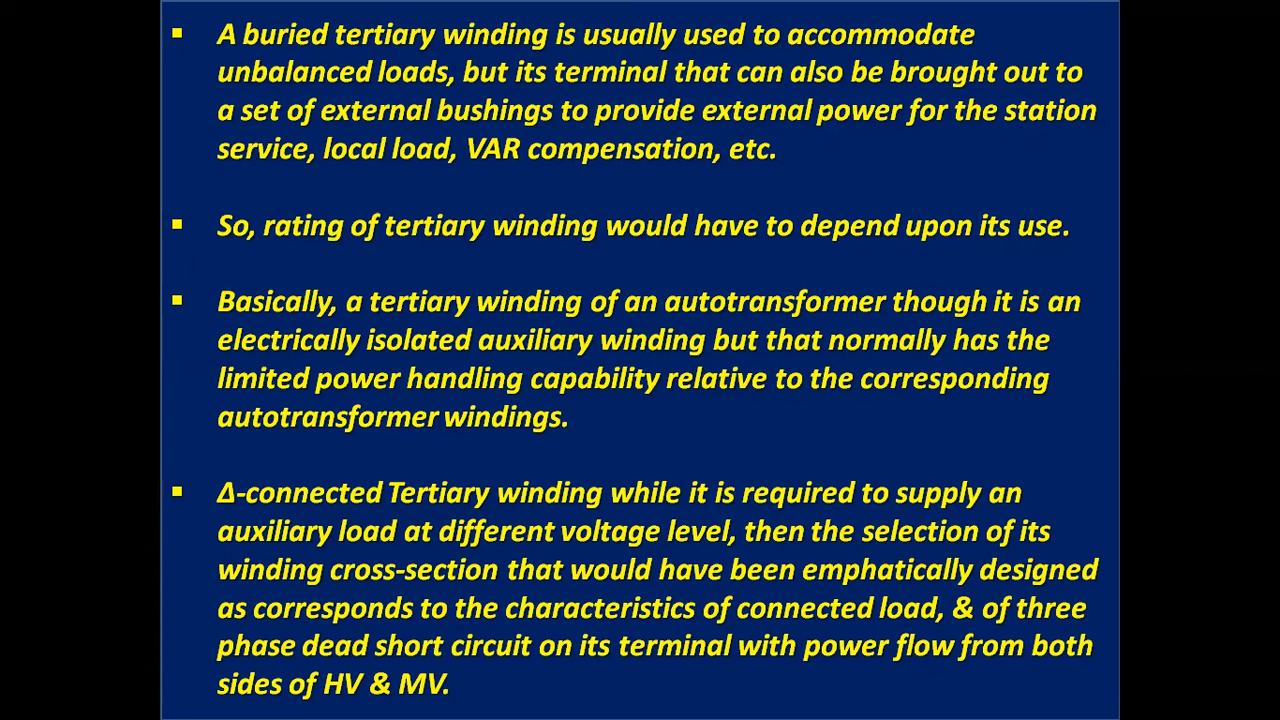 ▪ A buried tertiary winding is usually used to accommodate
unbalanced loads, but its terminal that can also be brought out to
a set of external bushings to provide external power for the station
service, local load, VAR compensation, etc.
▪ So, rating of tertiary winding would have to depend upon its use.
▪ Basically, a tertiary winding of an autotransformer though it is an
electrically isolated auxiliary winding but that normally has the
limited power handling capability relative to the corresponding
autotransformer windings.
▪ Δ-connected Tertiary winding while it is required to supply an
auxiliary load at different voltage level, then the selection of its
winding cross-section that would have been emphatically designed
as corresponds to the characteristics of connected load, & of three
phase dead short circuit on its terminal with power flow from both
sides of HV & MV.